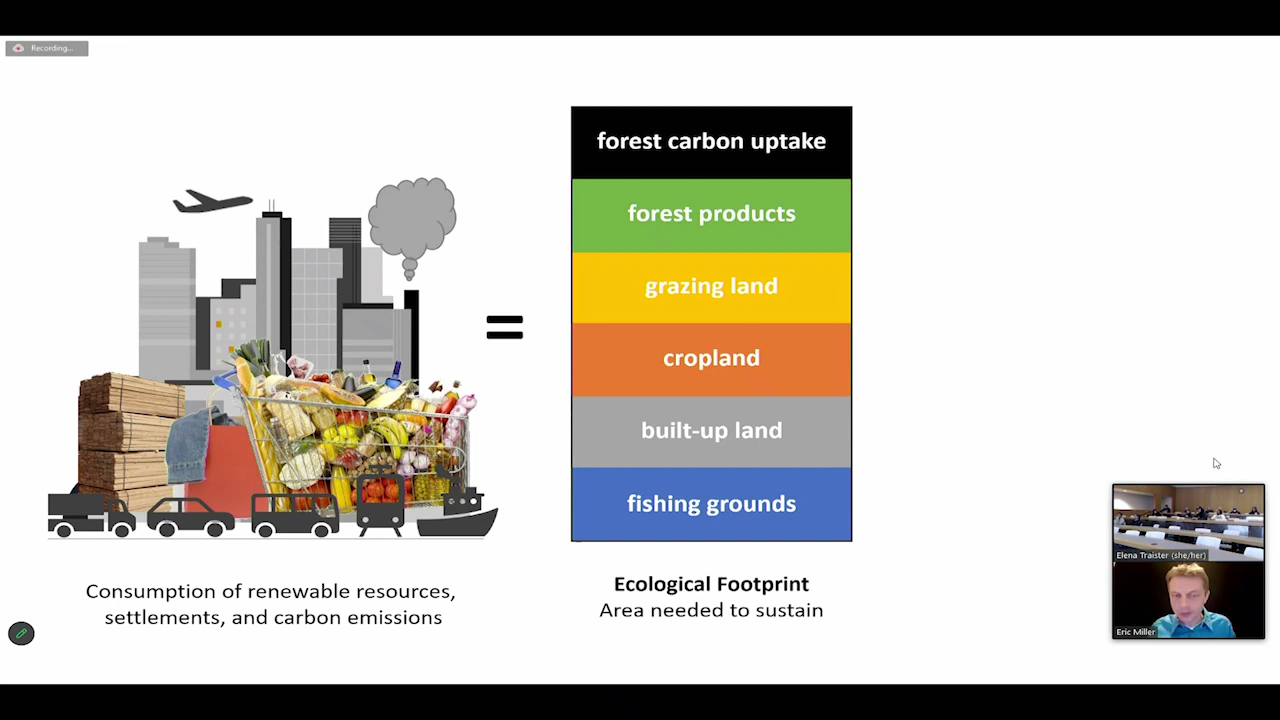 Recording...
forest carbon uptake
forest products
grazing land
cropland
built-up land
fishing grounds
Consumption of renewable resources,
settlements, and carbon emissions
Ecological Footprint
Area needed to sustain
Elena Traister (she/her)
Eric Miller